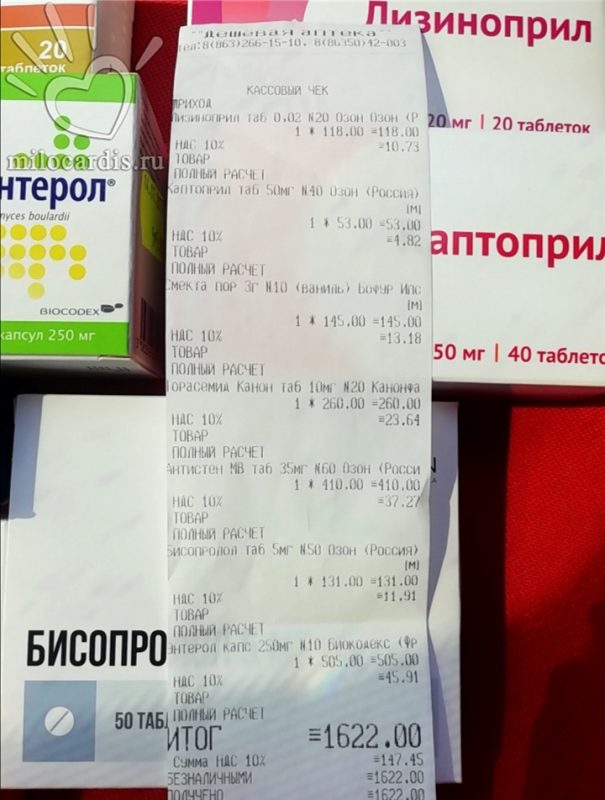 20
таблеток
нтерол®
myces boulardii
BIOCODEX
капсул 250 мг
milocardis.ru
Лизиноприл
20 мг | 20 таблеток
аптоприл
50 мг | 40 таблето
БИСОПРО
50 ТАБ
"Дешевая аптека"
тел:8(863)266-15-10, 8(86350)42-003
КАССОВЫЙ ЧЕК
ПРИХОД
Лизиноприл таб 0,02 N20 Озон Озон (Р
1 * 118.00 =118.00
НДС 10% =10.73
ТОВАР
ПОЛНЫЙ РАСЧЕТ
Каптоприл таб 50мг N40 Озон (Россия)
[М]
1 * 53.00 =53.00
НДС 10% =4.82
ТОВАР
ПОЛНЫЙ РАСЧЕТ
Смекта пор 3г N10 (ваниль) Бофур Ипс
[М]
1 * 145.00 =145.00
НДС 10% =13.18
ТОВАР
ПОЛНЫЙ РАСЧЕТ
Торасемид Канон таб 10мг N20 Канонфа
1 * 260.00 =260.00
НДС 10% =23.64
ТОВАР
ПОЛНЫЙ РАСЧЕТ
Антистен МВ таб 35мг N60 Озон (Росси
1 * 410.00 =410.00
НДС 10% =37.27
ТОВАР
ПОЛНЫЙ РАСЧЕТ
Бисопролол таб 5мг N50 Озон (Россия)
[М]
1 * 131.00 =131.00
НДС 10% =11.91
ТОВАР
ПОЛНЫЙ РАСЧЕТ
Энтерол капс 250мг N10 Биокодекс (Фр
1 * 505.00 =505.00
НДС 10% =45.91
ТОВАР
ПОЛНЫЙ РАСЧЕТ
ИТОГ =1622.00
Сумма НДС 10% =147.45
БЕЗНАЛИЧНЫМИ =1622.00
ПОЛУЧЕНО =1622.00